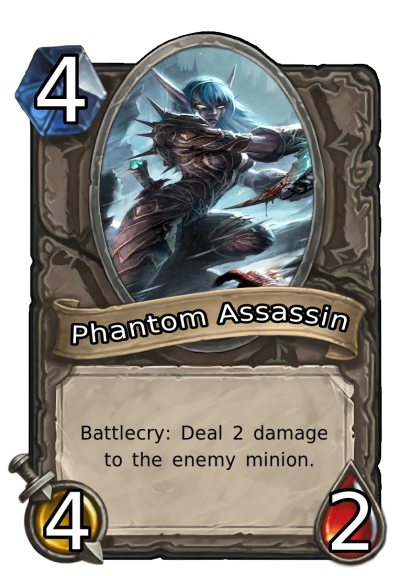 4
Phantom Assassin
Battlecry: Deal 2 damage
to the enemy minion.
4
2